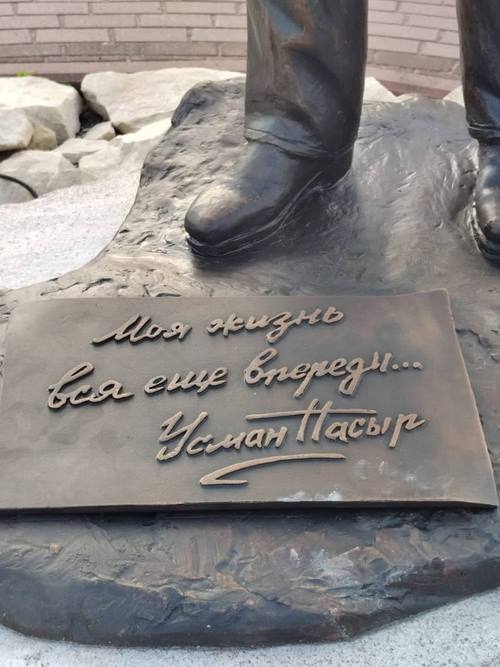 Моя жизнь
вся еще впереди...
Усман Насыр